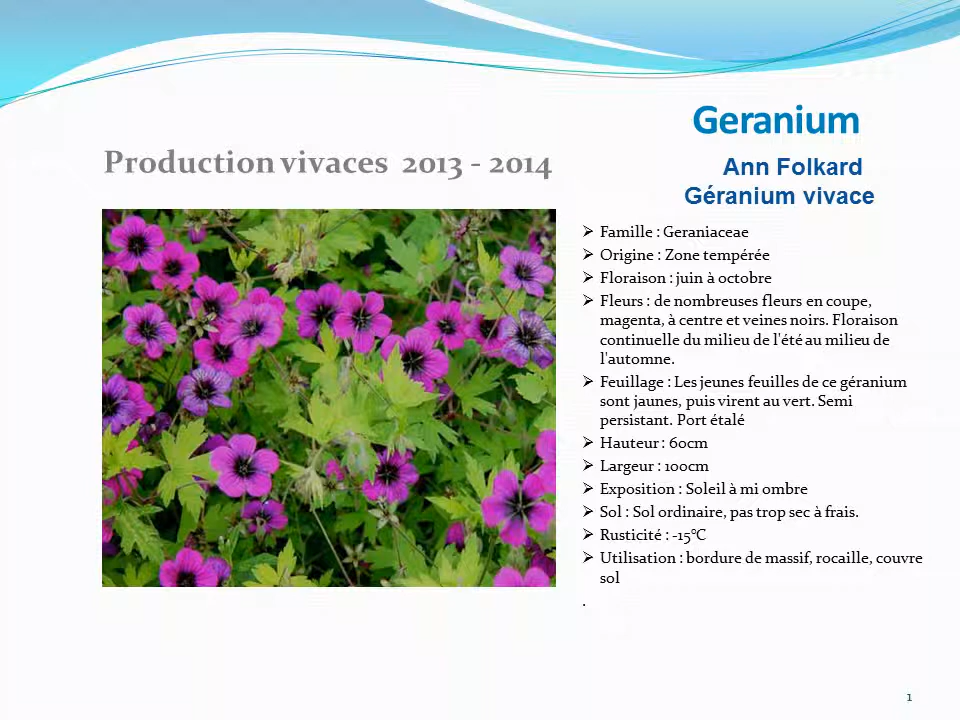 Geranium
Production vivaces 2013 - 2014
Ann Folkard
Géranium vivace
➢ Famille : Geraniaceae
➢ Origine : Zone tempérée
➢ Floraison : juin à octobre
➢ Fleurs : de nombreuses fleurs en coupe,
magenta, à centre et veines noirs. Floraison
continuelle du milieu de l'été au milieu de
l'automne.
➢ Feuillage : Les jeunes feuilles de ce géranium
sont jaunes, puis virent au vert. Semi
persistant. Port étalé
➢ Hauteur : 60cm
➢ Largeur : 100cm
➢ Exposition : Soleil à mi ombre
➢ Sol : Sol ordinaire, pas trop sec à frais.
➢ Rusticité : -15°C
➢ Utilisation : bordure de massif, rocaille, couvre
sol
.
1